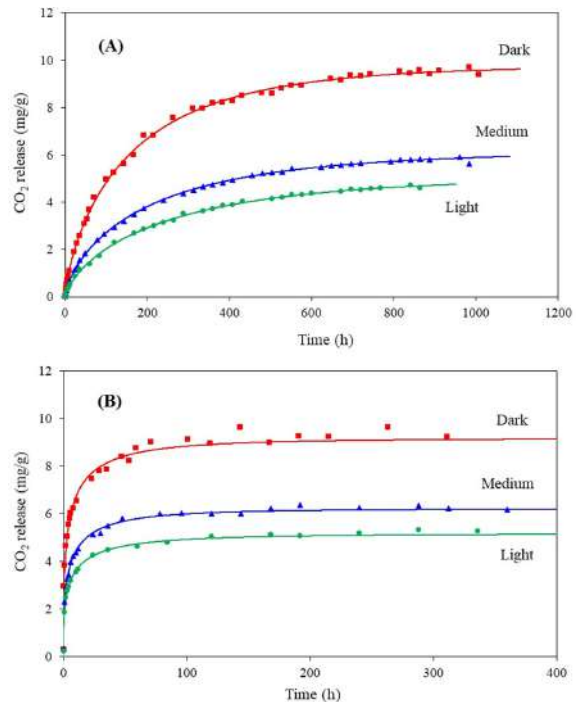 (A)
Dark
Medium
Light
CO₂ release (mg/g)
12
10
8
6
4
2
0
0 200 400 600 800 1000 1200
Time (h)
(B)
Dark
Medium
Light
CO₂ release (mg/g)
12
10
8
6
4
2
0
0 100 200 300 400
Time (h)